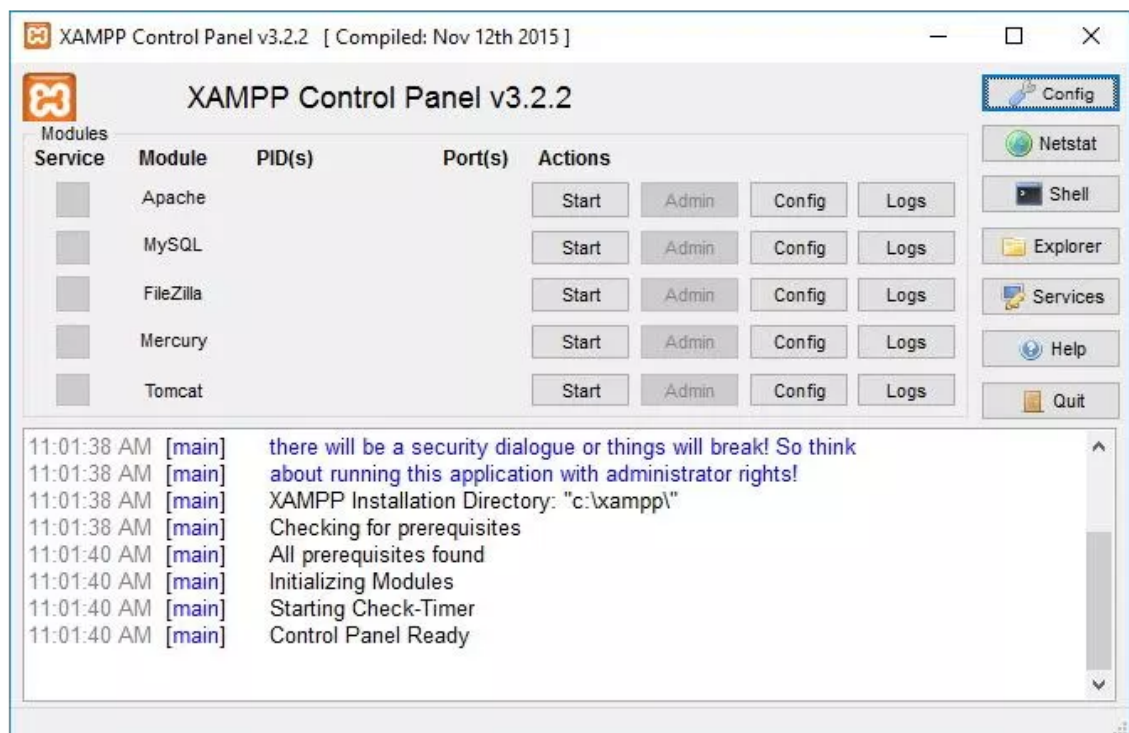 XAMPP Control Panel v3.2.2 [ Compiled: Nov 12th 2015 ]
XAMPP Control Panel v3.2.2
Config
Netstat
Shell
Explorer
Services
Help
Quit
Modules
Service Module PID(s) Port(s) Actions
Apache Start Admin Config Logs
MySQL Start Admin Config Logs
FileZilla Start Admin Config Logs
Mercury Start Admin Config Logs
Tomcat Start Admin Config Logs
11:01:38 AM [main] there will be a security dialogue or things will break! So think
11:01:38 AM [main] about running this application with administrator rights!
11:01:38 AM [main] XAMPP Installation Directory: "c:\xampp\"
11:01:38 AM [main] Checking for prerequisites
11:01:40 AM [main] All prerequisites found
11:01:40 AM [main] Initializing Modules
11:01:40 AM [main] Starting Check-Timer
11:01:40 AM [main] Control Panel Ready